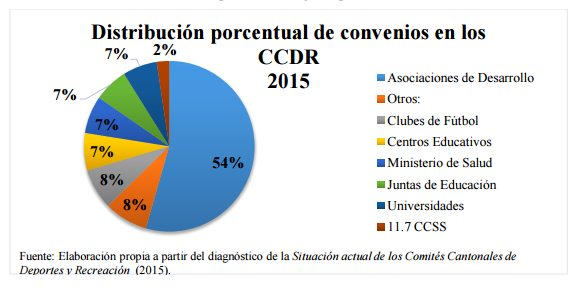 Distribución porcentual de convenios en los
CCDR
2015
7%
2%
7%
7%
7%
8%
8%
54%
Asociaciones de Desarrollo
Otros:
Clubes de Fútbol
Centros Educativos
Ministerio de Salud
Juntas de Educación
Universidades
11.7 CCSS
Fuente: Elaboración propia a partir del diagnóstico de la Situación actual de los Comités Cantonales de
Deportes y Recreación (2015).